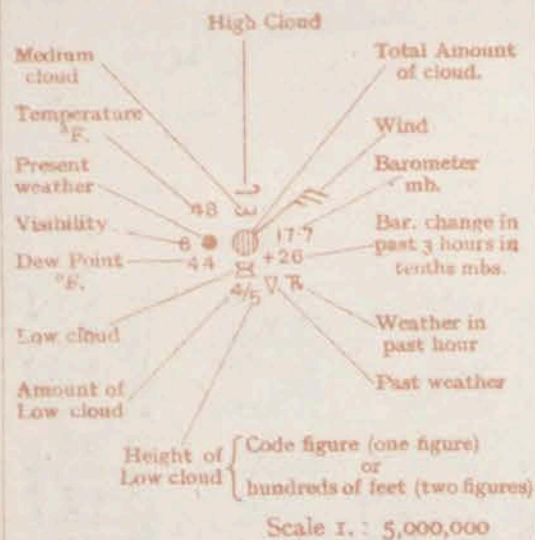 High Cloud
Medium
cloud
Total Amount
of cloud.
Temperature
°F.
Wind
Present
weather
Barometer
mb.
48
Visibility
6
17.7
Bar. change in
past 3 hours in
tenths mbs.
Dew Point
°F.
44
+26
4/5
Low cloud
Weather in
past hour
Amount of
Low cloud
Past weather
Height of
Low cloud
Code figure (one figure)
or
hundreds of feet (two figures)
Scale 1. : 5,000,000